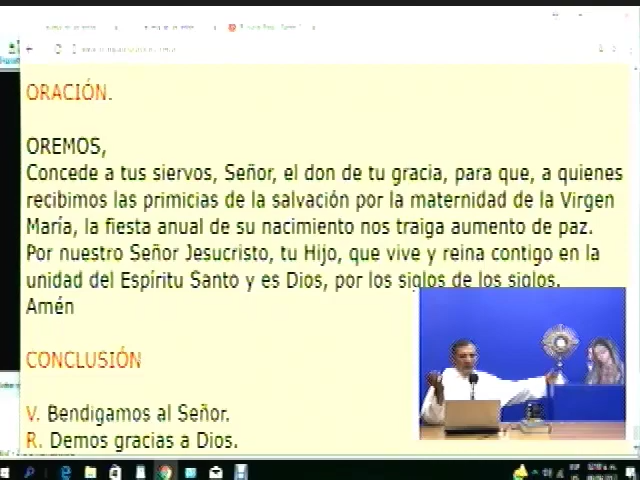 ORACIÓN.
OREMOS,
Concede a tus siervos, Señor, el don de tu gracia, para que, a quienes
recibimos las primicias de la salvación por la maternidad de la Virgen
María, la fiesta anual de su nacimiento nos traiga aumento de paz.
Por nuestro Señor Jesucristo, tu Hijo, que vive y reina contigo en la
unidad del Espíritu Santo y es Dios, por los siglos de los siglos.
Amén
CONCLUSIÓN
V. Bendigamos al Señor.
R. Demos gracias a Dios.